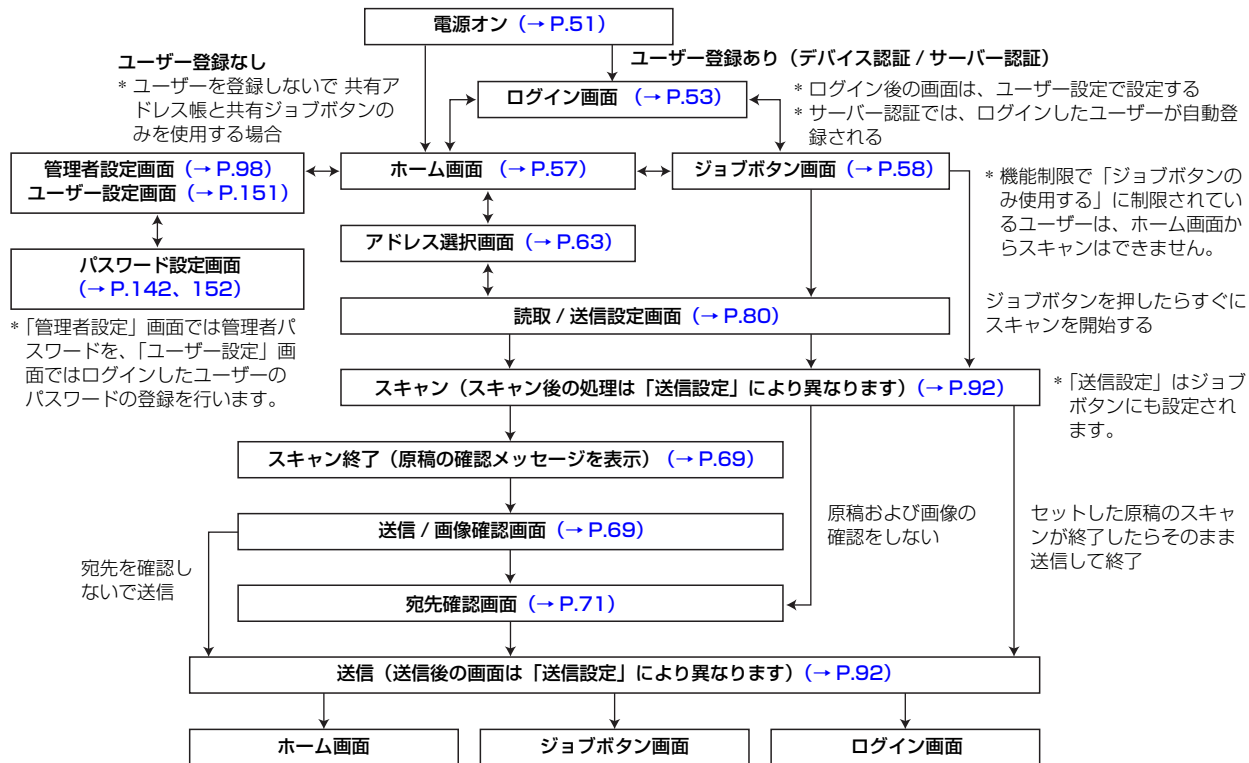 電源オン（→ P.51）
ユーザー登録なし
* ユーザーを登録しないで 共有ア
ドレス帳と共有ジョブボタンの
みを使用する場合
ユーザー登録あり（デバイス認証 / サーバー認証）
ログイン画面 （→ P.53）
* ログイン後の画面は、ユーザー設定で設定する
* サーバー認証では、ログインしたユーザーが自動登
録される
管理者設定画面（→ P.98）
ユーザー設定画面（→ P.151）
ホーム画面 （→ P.57）
ジョブボタン画面（→ P.58）
* 機能制限で「ジョブボタンの
み使用する」に制限されてい
るユーザーは、ホーム画面か
らスキャンはできません。
アドレス選択画面（→ P.63）
パスワード設定画面
（→ P.142、152）
*「管理者設定」画面では管理者パ
スワードを、「ユーザー設定」画
面ではログインしたユーザーの
パスワードの登録を行います。
読取 / 送信設定画面（→ P.80）
ジョブボタンを押したらすぐに
スキャンを開始する
スキャン（スキャン後の処理は「送信設定」により異なります）（→ P.92）
*「送信設定」はジョブ
ボタンにも設定され
ます。
スキャン終了（原稿の確認メッセージを表示）（→ P.69）
送信 / 画像確認画面（→ P.69）
原稿および画像の
確認をしない
セットした原稿のスキャ
ンが終了したらそのまま
送信して終了
宛先を確認し
ないで送信
宛先確認画面（→ P.71）
送信（送信後の画面は「送信設定」により異なります）（→ P.92）
ホーム画面
ジョブボタン画面
ログイン画面